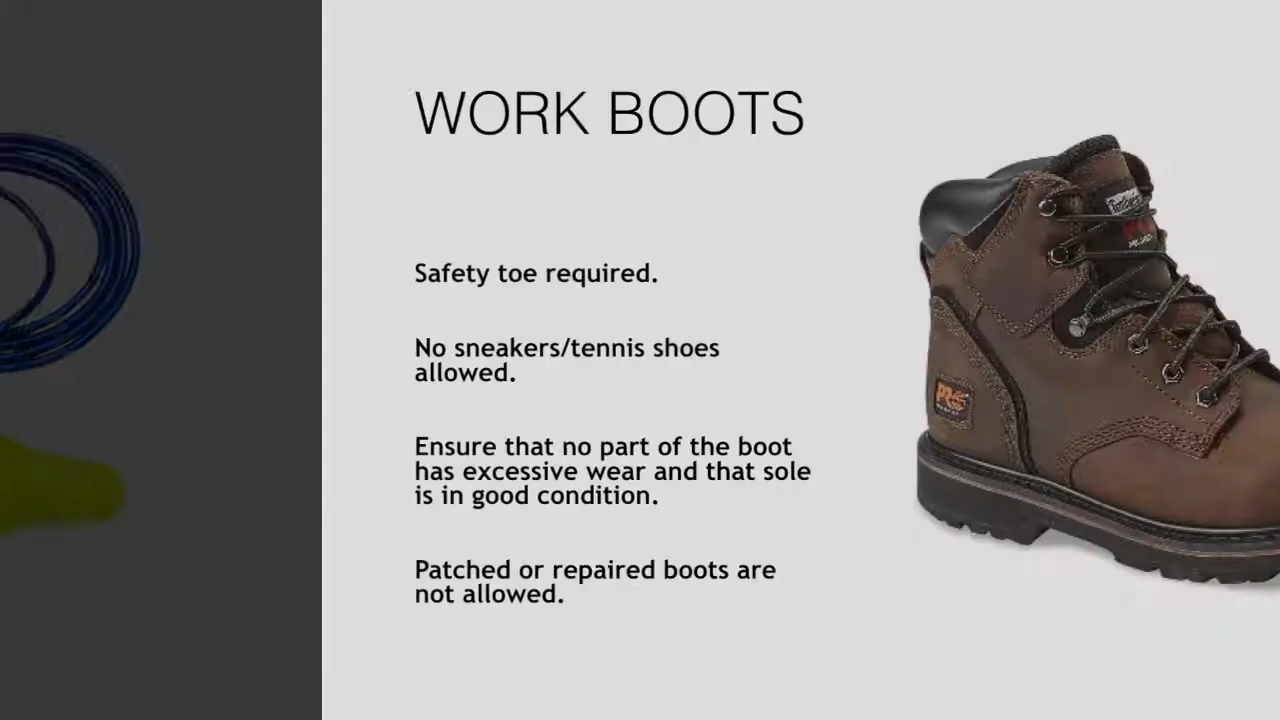 WORK BOOTS
Safety toe required.
No sneakers/tennis shoes
allowed.
Ensure that no part of the boot
has excessive wear and that sole
is in good condition.
Patched or repaired boots are
not allowed.
PRO